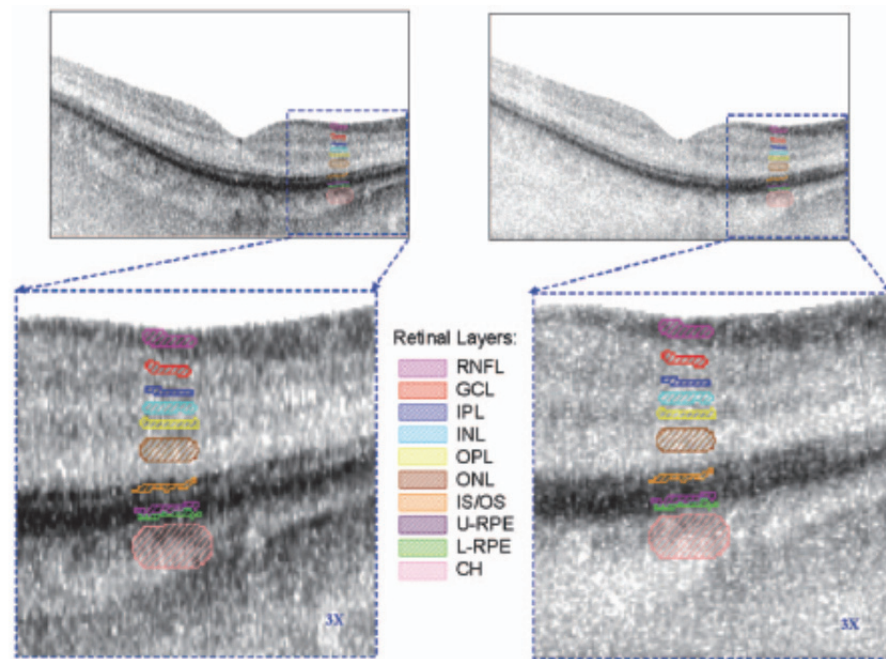 Retinal Layers:
RNFL
GCL
IPL
INL
OPL
ONL
IS/OS
U-RPE
L-RPE
CH
3X
3X